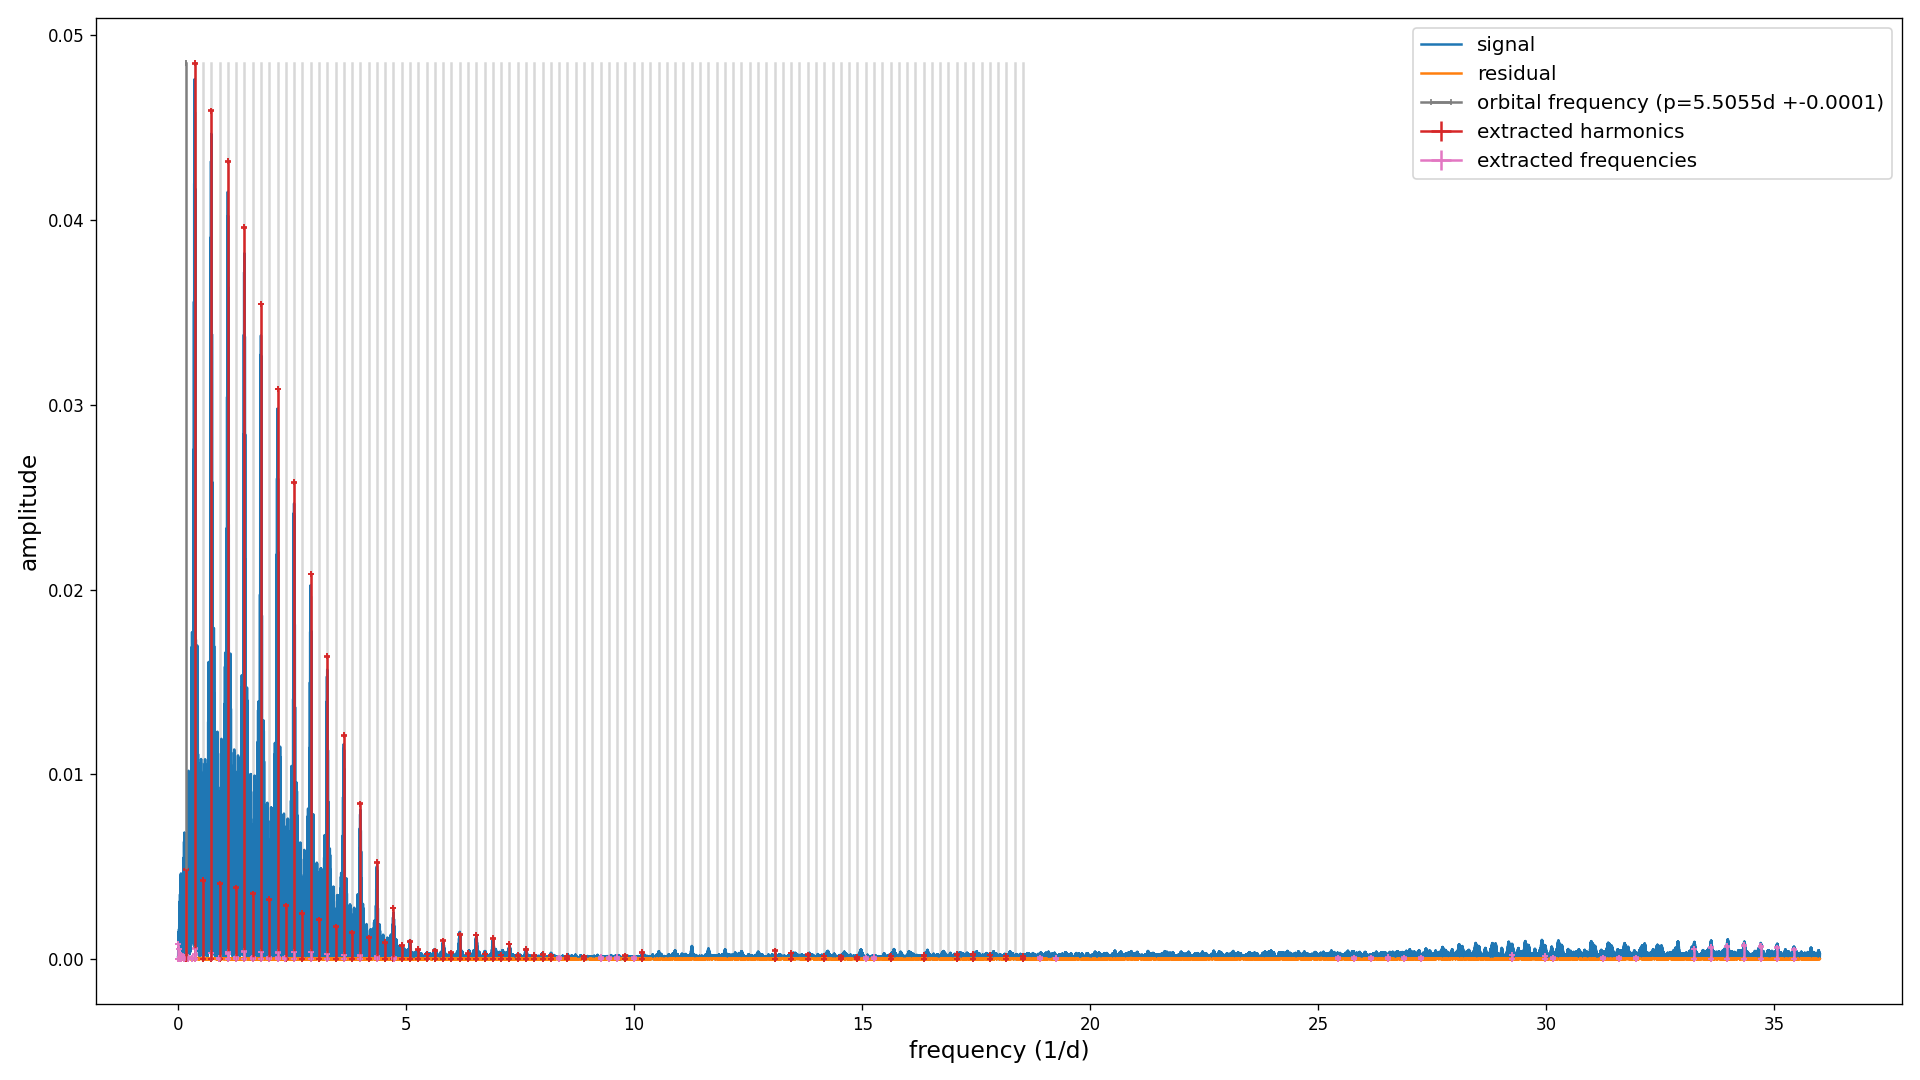 signal
residual
orbital frequency (p=5.5055d +-0.0001)
extracted harmonics
extracted frequencies
0.05
0.04
0.03
0.02
0.01
0.00
amplitude
0 5 10 15 20 25 30 35
frequency (1/d)